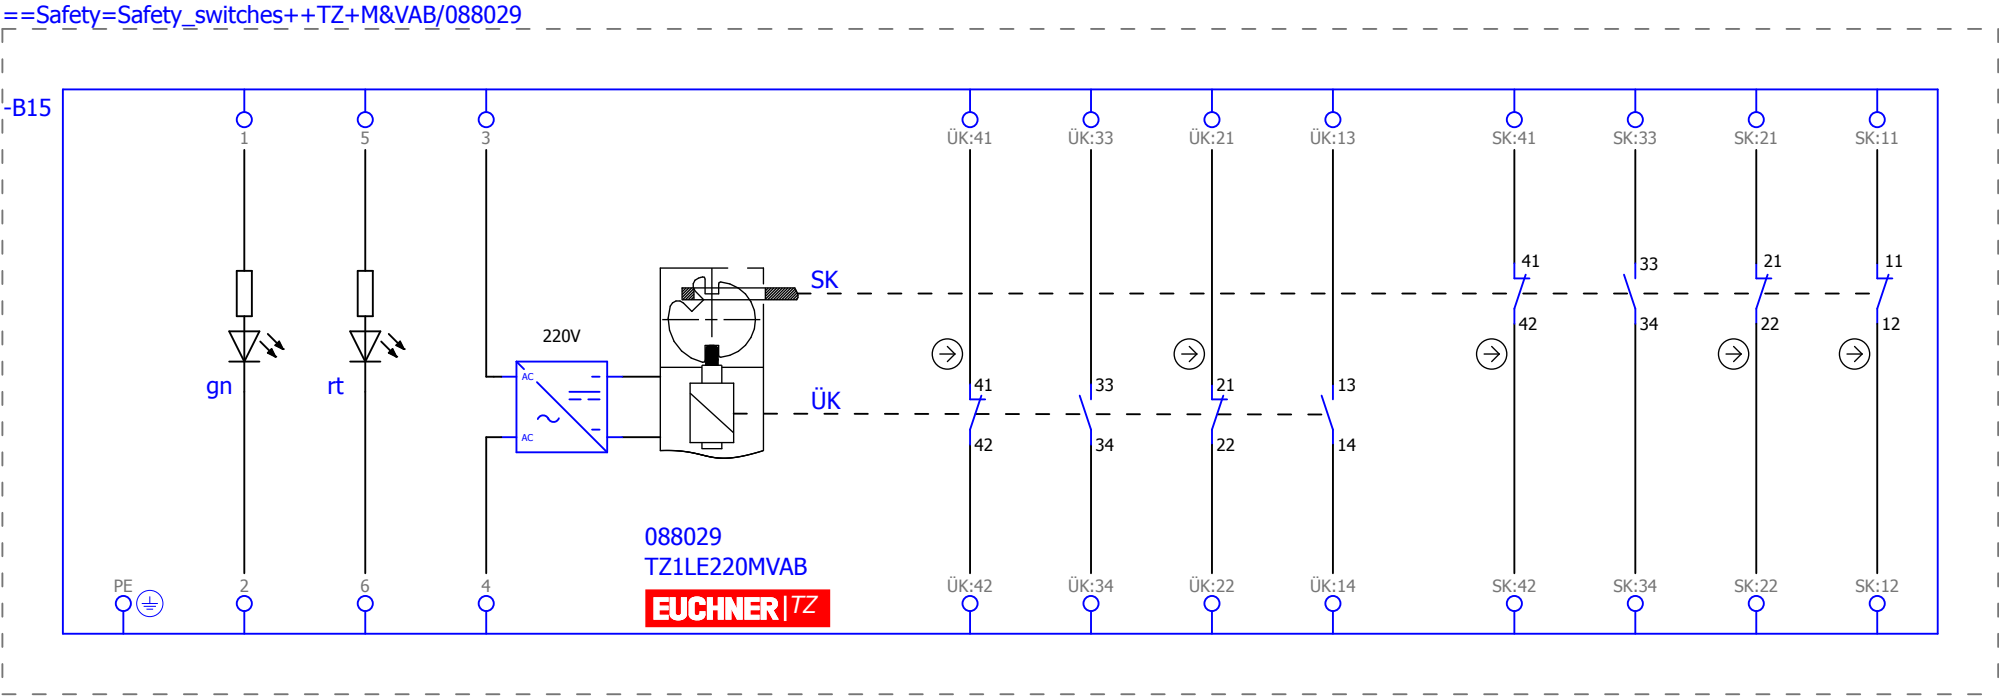 ==Safety=Safety_switches++TZ+M&VAB/088029
-B15
1 5 3 ÜK:41 ÜK:33 ÜK:21 ÜK:13 SK:41 SK:33 SK:21 SK:11
SK
41 33 21 11
42 34 22 12
220V
AC
gn rt
ÜK
41 33 21 13
AC
42 34 22 14
088029
TZ1LE220MVAB
PE 2 6 4 ÜK:42 ÜK:34 ÜK:22 ÜK:14 SK:42 SK:34 SK:22 SK:12
EUCHNER|TZ